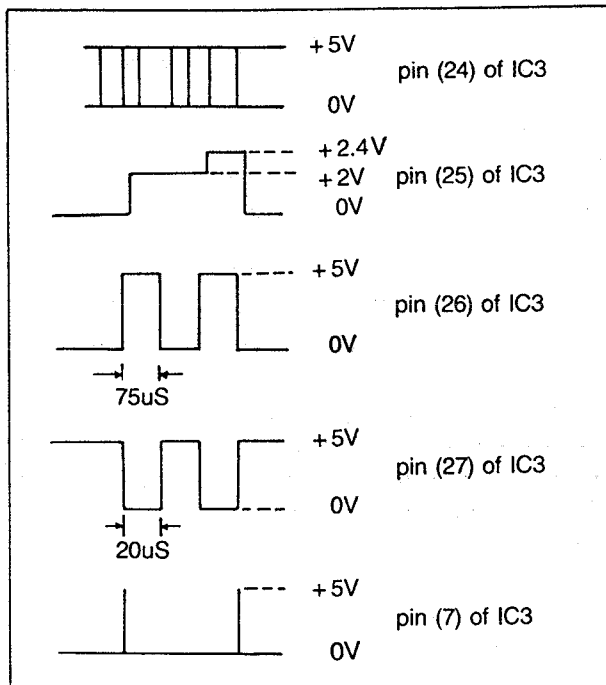 +5V
pin (24) of IC3
0V
+2.4V
+2V pin (25) of IC3
0V
+5V
pin (26) of IC3
0V
75uS
+5V
pin (27) of IC3
0V
20uS
+5V
pin (7) of IC3
0V